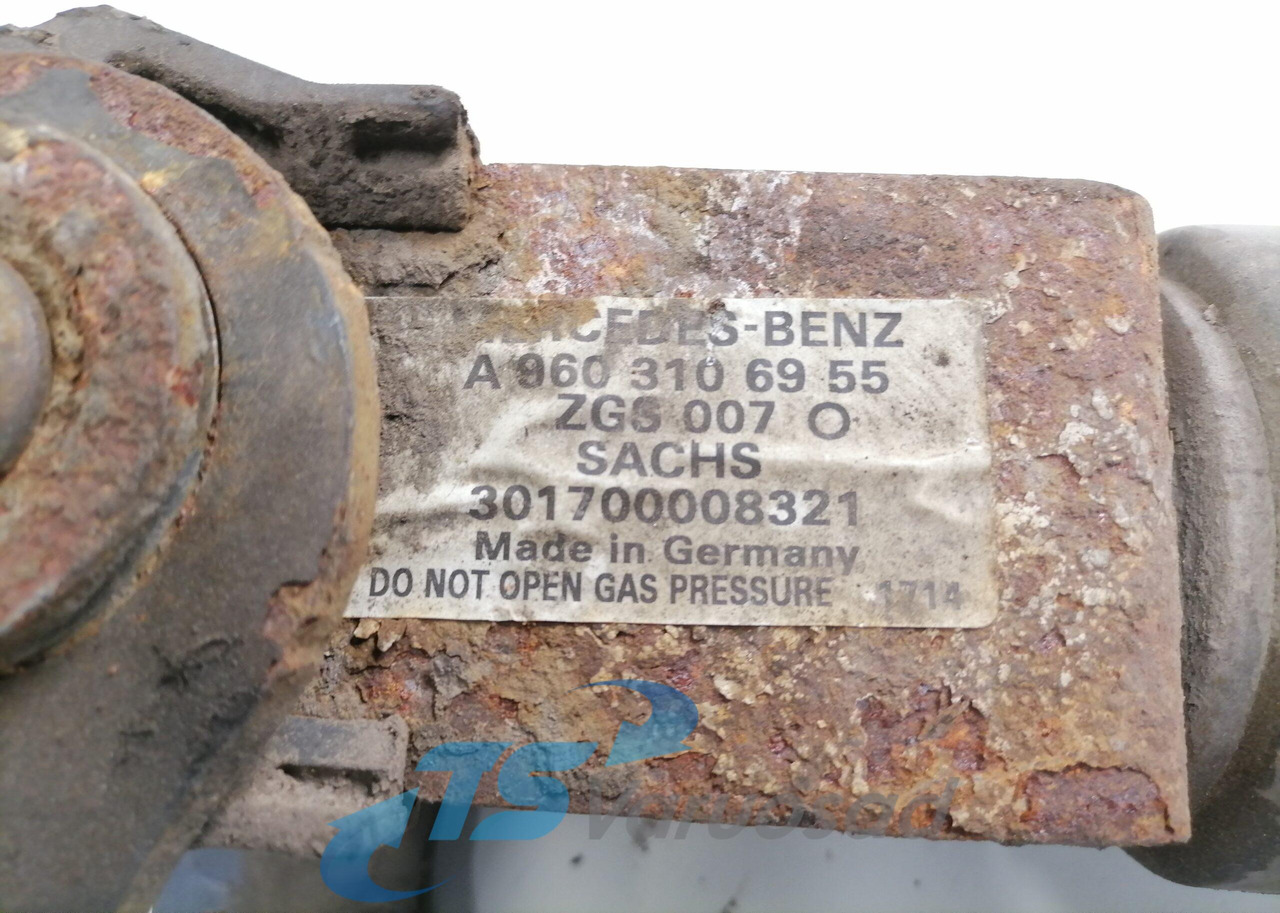 MERCEDES-BENZ
A 960 310 69 55
ZGS 007 O
SACHS
301700008321
Made in Germany
DO NOT OPEN GAS PRESSURE 1714
TS
Varuosad